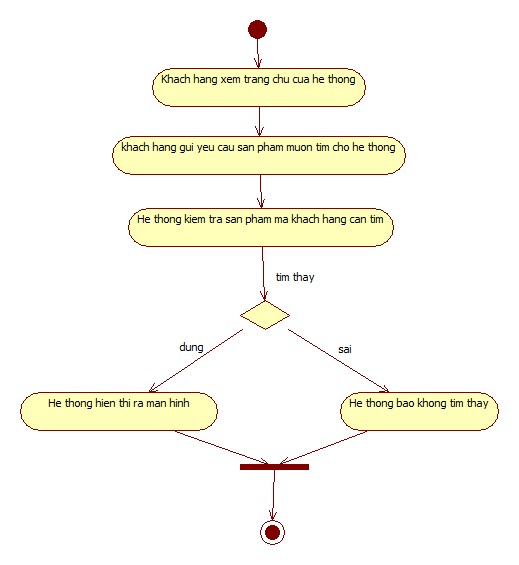 Khach hang xem trang chu cua he thong
khach hang gui yeu cau san pham muon tim cho he thong
He thong kiem tra san pham ma khach hang can tim
tim thay
dung
sai
He thong hien thi ra man hinh
He thong bao khong tim thay